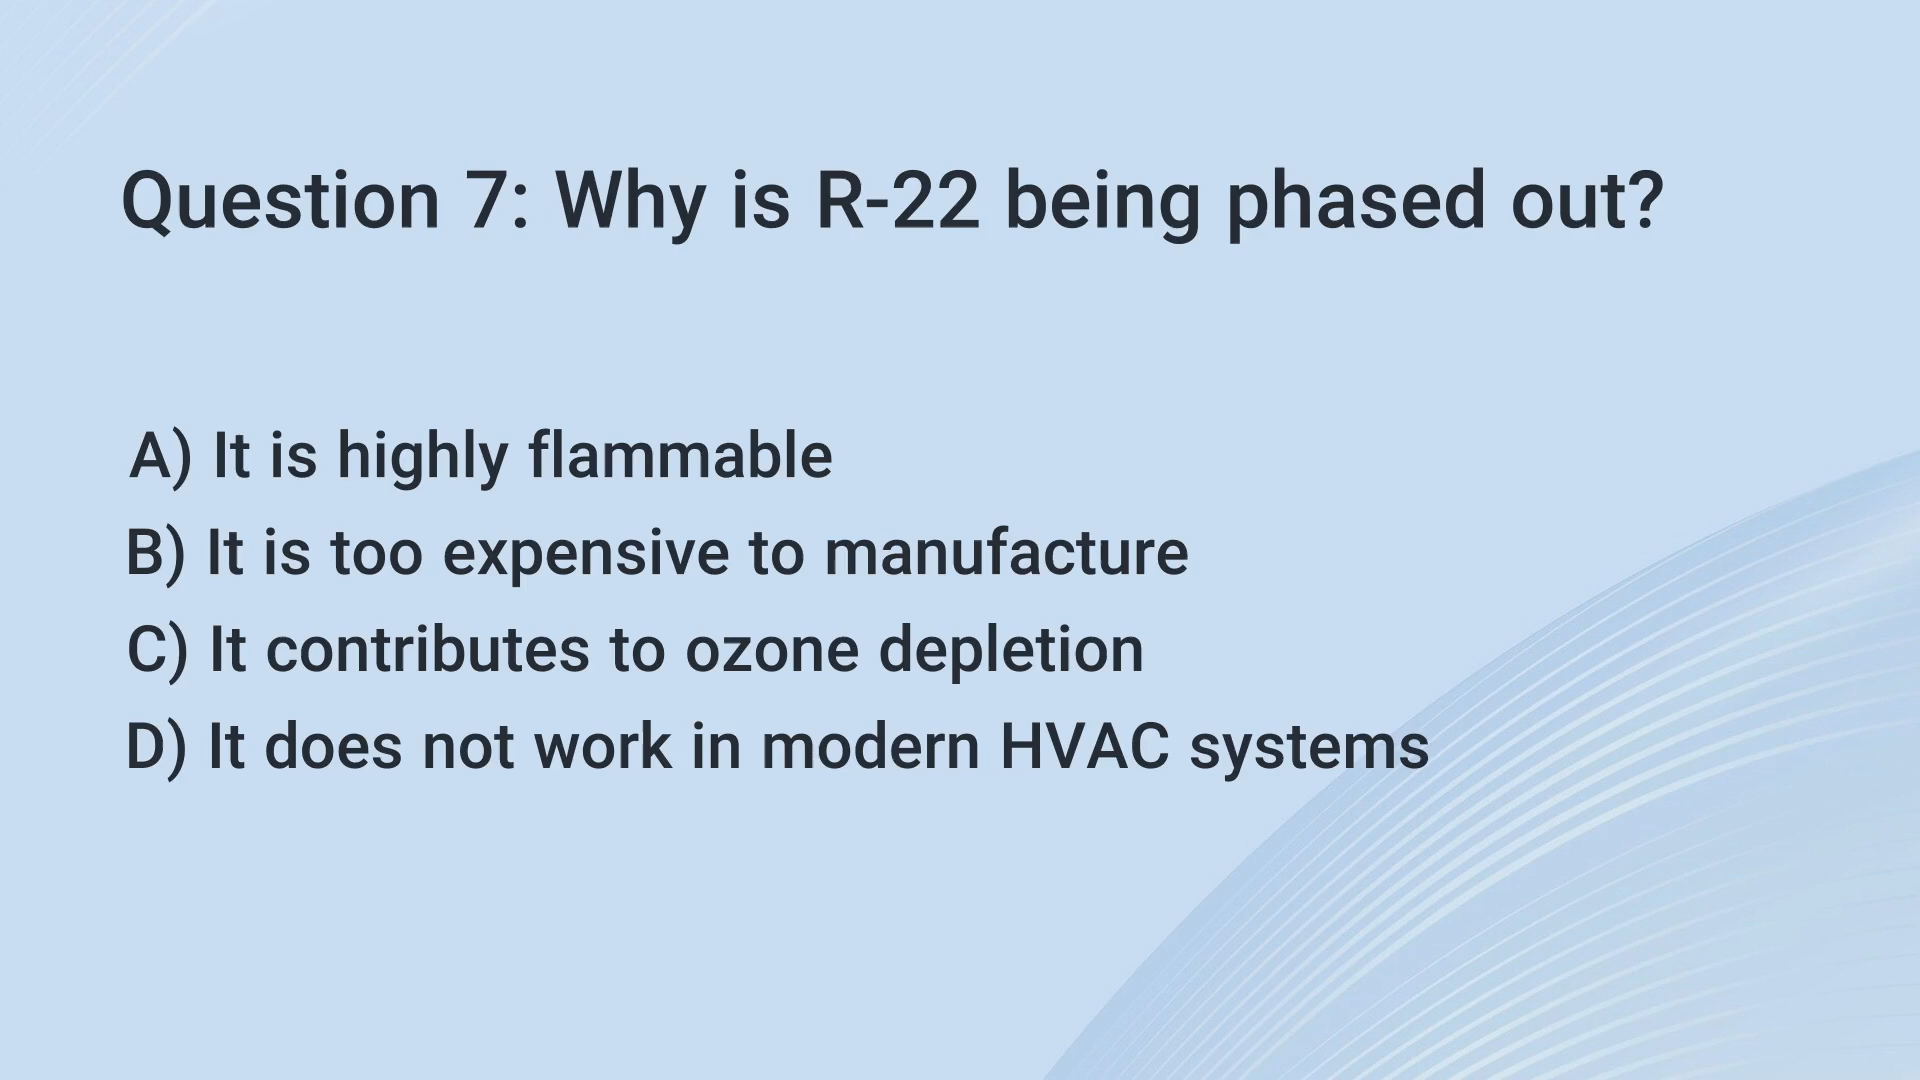 Question 7: Why is R-22 being phased out?
A) It is highly flammable
B) It is too expensive to manufacture
C) It contributes to ozone depletion
D) It does not work in modern HVAC systems